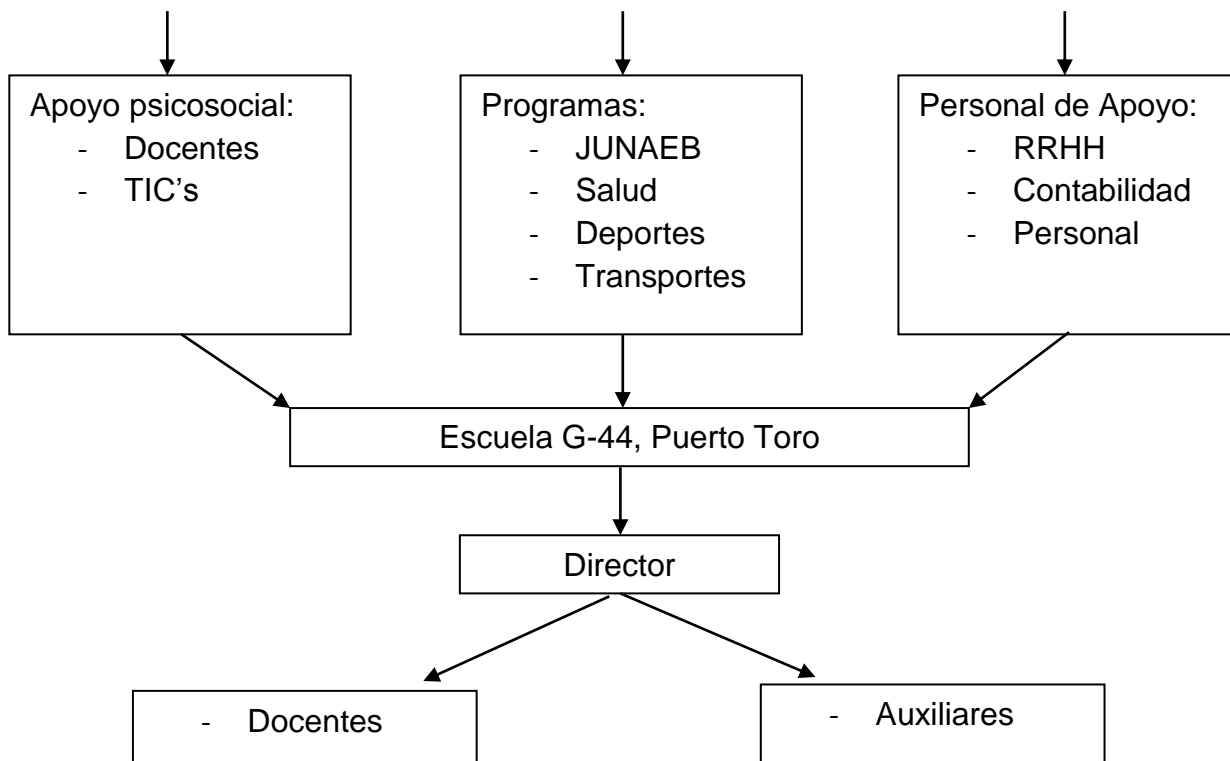 Apoyo psicosocial:
- Docentes
- TIC’s
Programas:
- JUNAEB
- Salud
- Deportes
- Transportes
Personal de Apoyo:
- RRHH
- Contabilidad
- Personal
Escuela G-44, Puerto Toro
Director
- Docentes
- Auxiliares